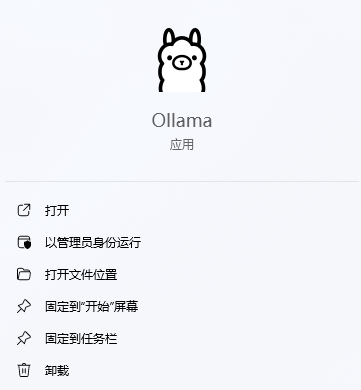 Ollama
应用
打开
以管理员身份运行
打开文件位置
固定到"开始"屏幕
固定到任务栏
卸载